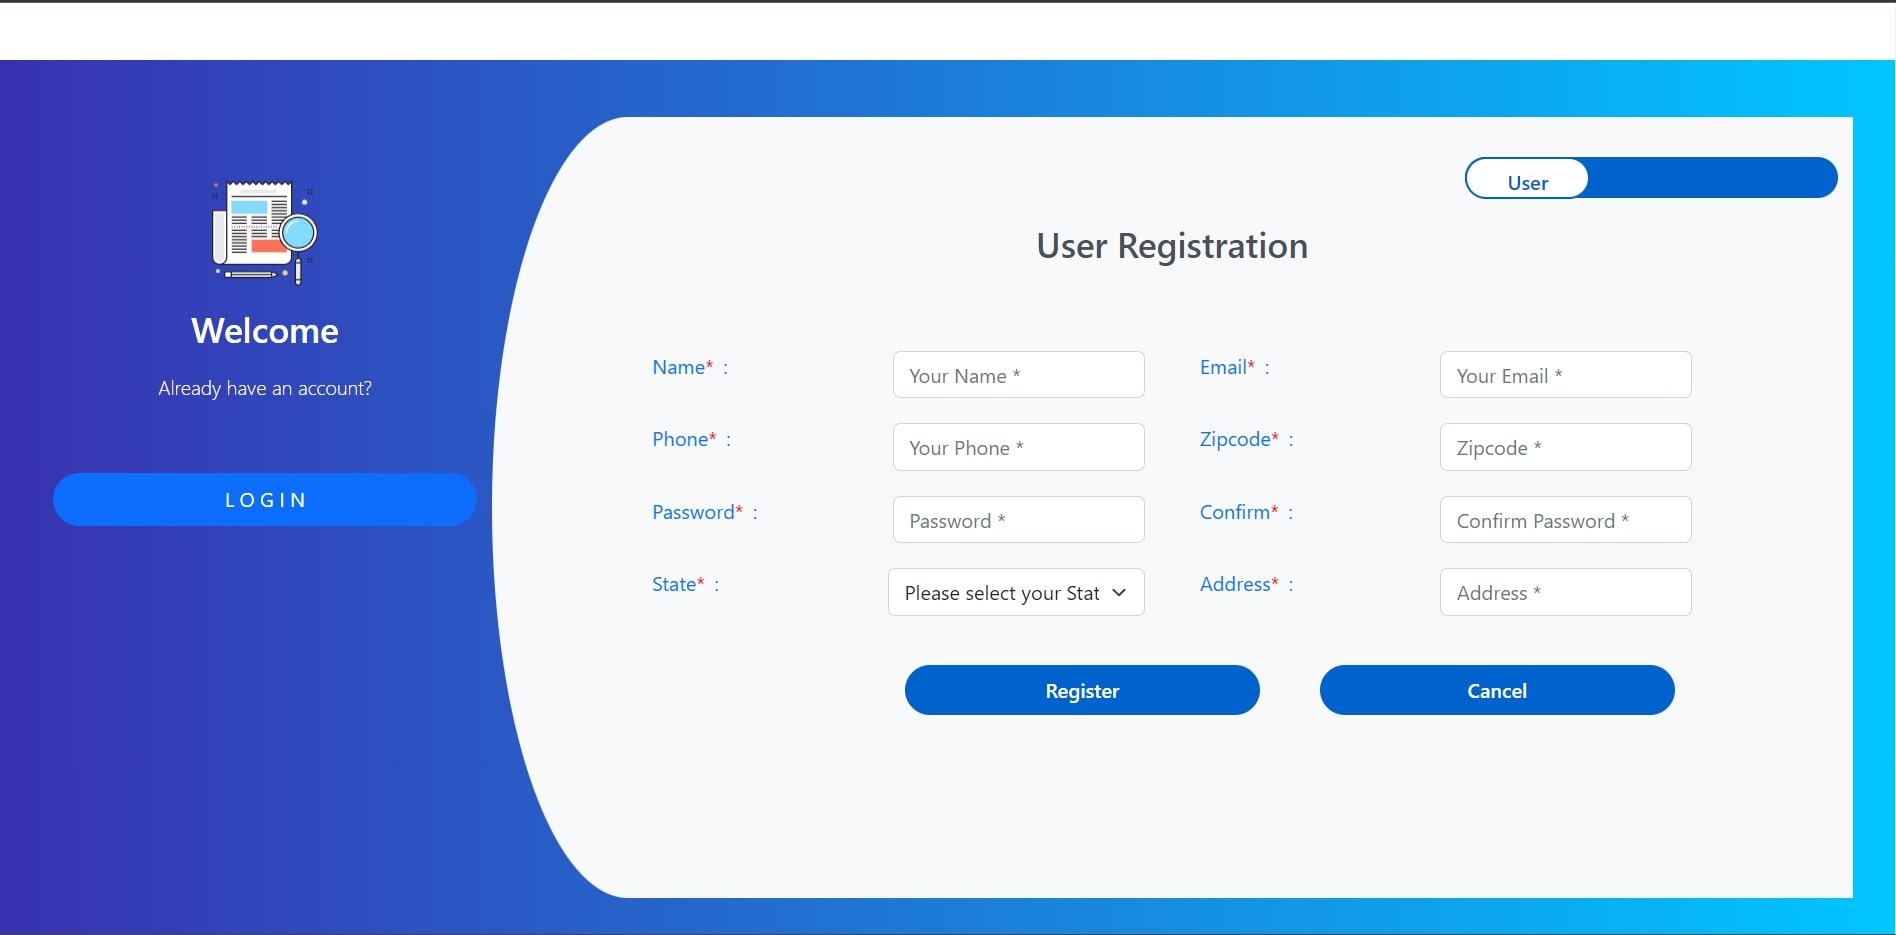 User
User Registration
Welcome
Already have an account?
LOGIN
Name* : Your Name * Email* : Your Email *
Phone* : Your Phone * Zipcode* : Zipcode *
Password* : Password * Confirm* : Confirm Password *
State* : Please select your Stat Address* : Address *
Register Cancel